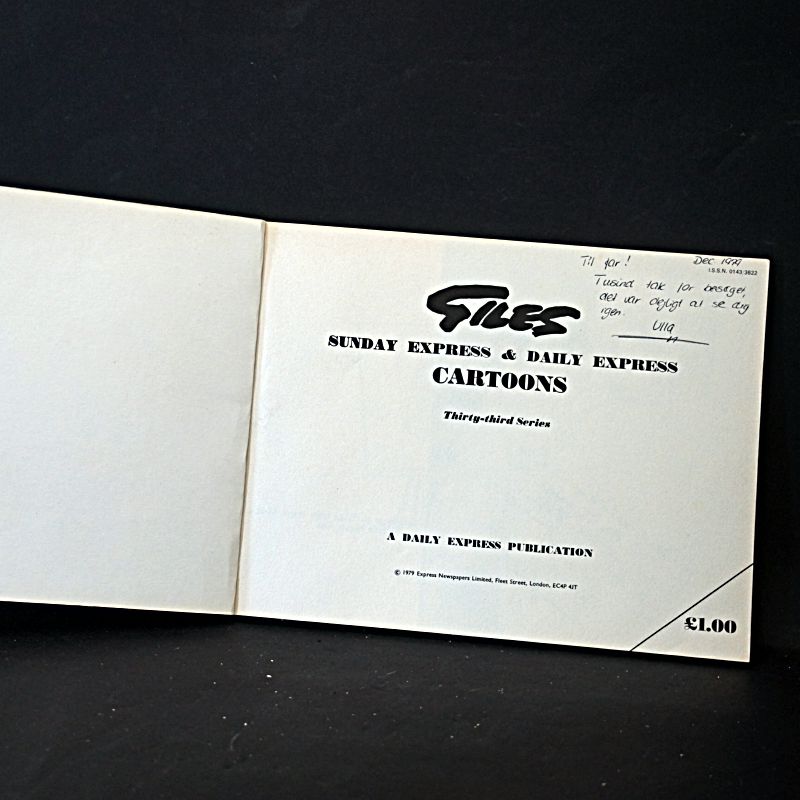 Til far! Dec. 1979
I.S.S.N. 0143/3822
Tusind tak for besøget,
det var dejligt at se dig
igen.
Ulla
GILES
SUNDAY EXPRESS & DAILY EXPRESS
CARTOONS
Thirty-third Series
A DAILY EXPRESS PUBLICATION
© 1979 Express Newspapers Limited, Fleet Street, London, EC4P 4JT
£1.00